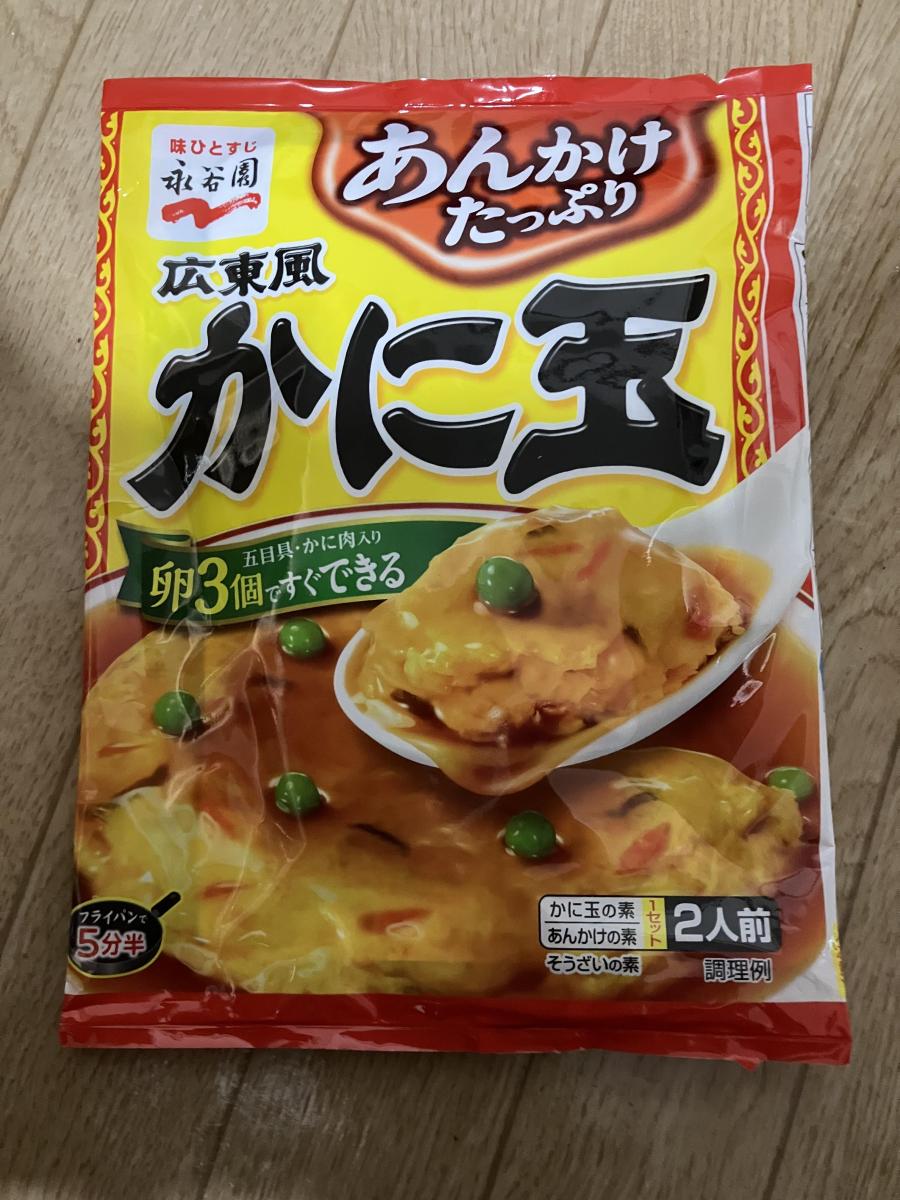 味ひとすじ
永谷園
あんかけ
たっぷり
広東風
かに玉
五目具・かに肉入り
卵3個ですぐできる
フライパンで
5分半
かに玉の素
あんかけの素
1セット
2人前
そうざいの素
調理例